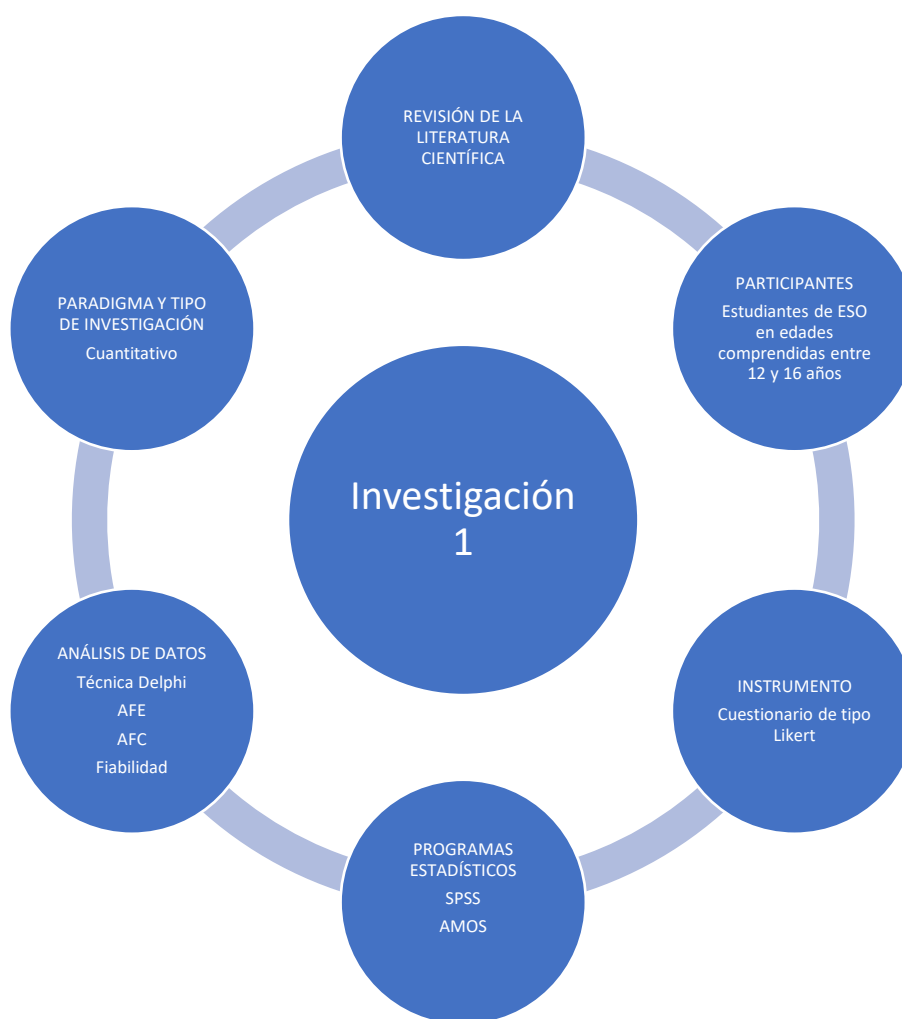 REVISIÓN DE LA
LITERATURA
CIENTÍFICA
PARTICIPANTES
Estudiantes de ESO
en edades
comprendidas entre
12 y 16 años
INSTRUMENTO
Cuestionario de tipo
Likert
PROGRAMAS
ESTADÍSTICOS
SPSS
AMOS
ANÁLISIS DE DATOS
Técnica Delphi
AFE
AFC
Fiabilidad
PARADIGMA Y TIPO
DE INVESTIGACIÓN
Cuantitativo
Investigación
1